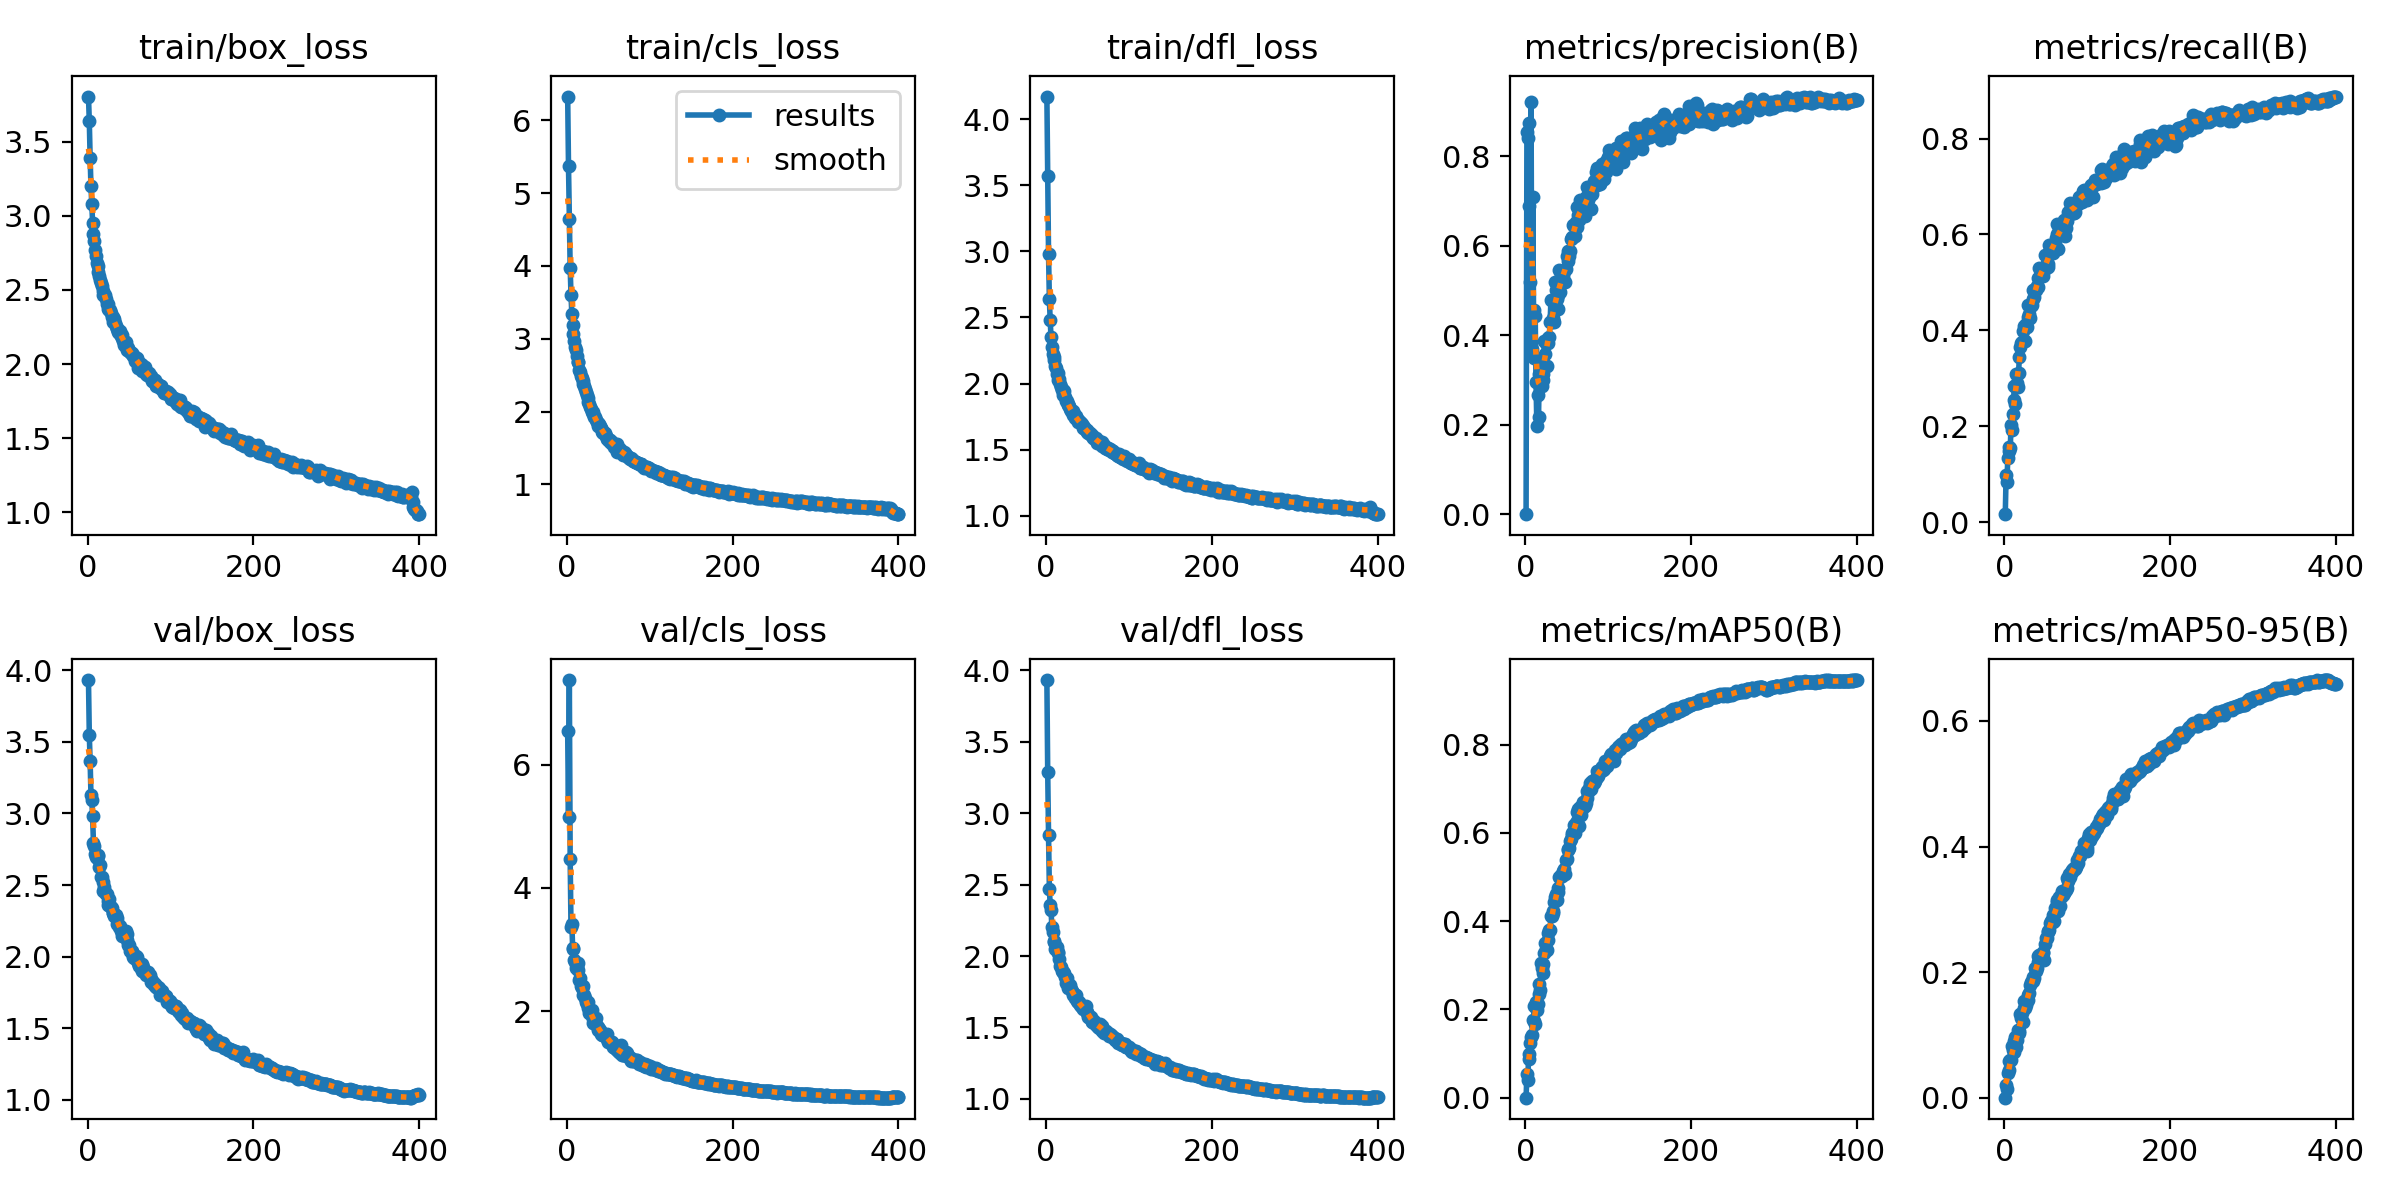 train/box_loss
3.5
3.0
2.5
2.0
1.5
1.0
0 200 400
train/cls_loss
results
smooth
6
5
4
3
2
1
0 200 400
train/dfl_loss
4.0
3.5
3.0
2.5
2.0
1.5
1.0
0 200 400
metrics/precision(B)
0.8
0.6
0.4
0.2
0.0
0 200 400
metrics/recall(B)
0.8
0.6
0.4
0.2
0.0
0 200 400
val/box_loss
4.0
3.5
3.0
2.5
2.0
1.5
1.0
0 200 400
val/cls_loss
6
4
2
0 200 400
val/dfl_loss
4.0
3.5
3.0
2.5
2.0
1.5
1.0
0 200 400
metrics/mAP50(B)
0.8
0.6
0.4
0.2
0.0
0 200 400
metrics/mAP50-95(B)
0.6
0.4
0.2
0.0
0 200 400